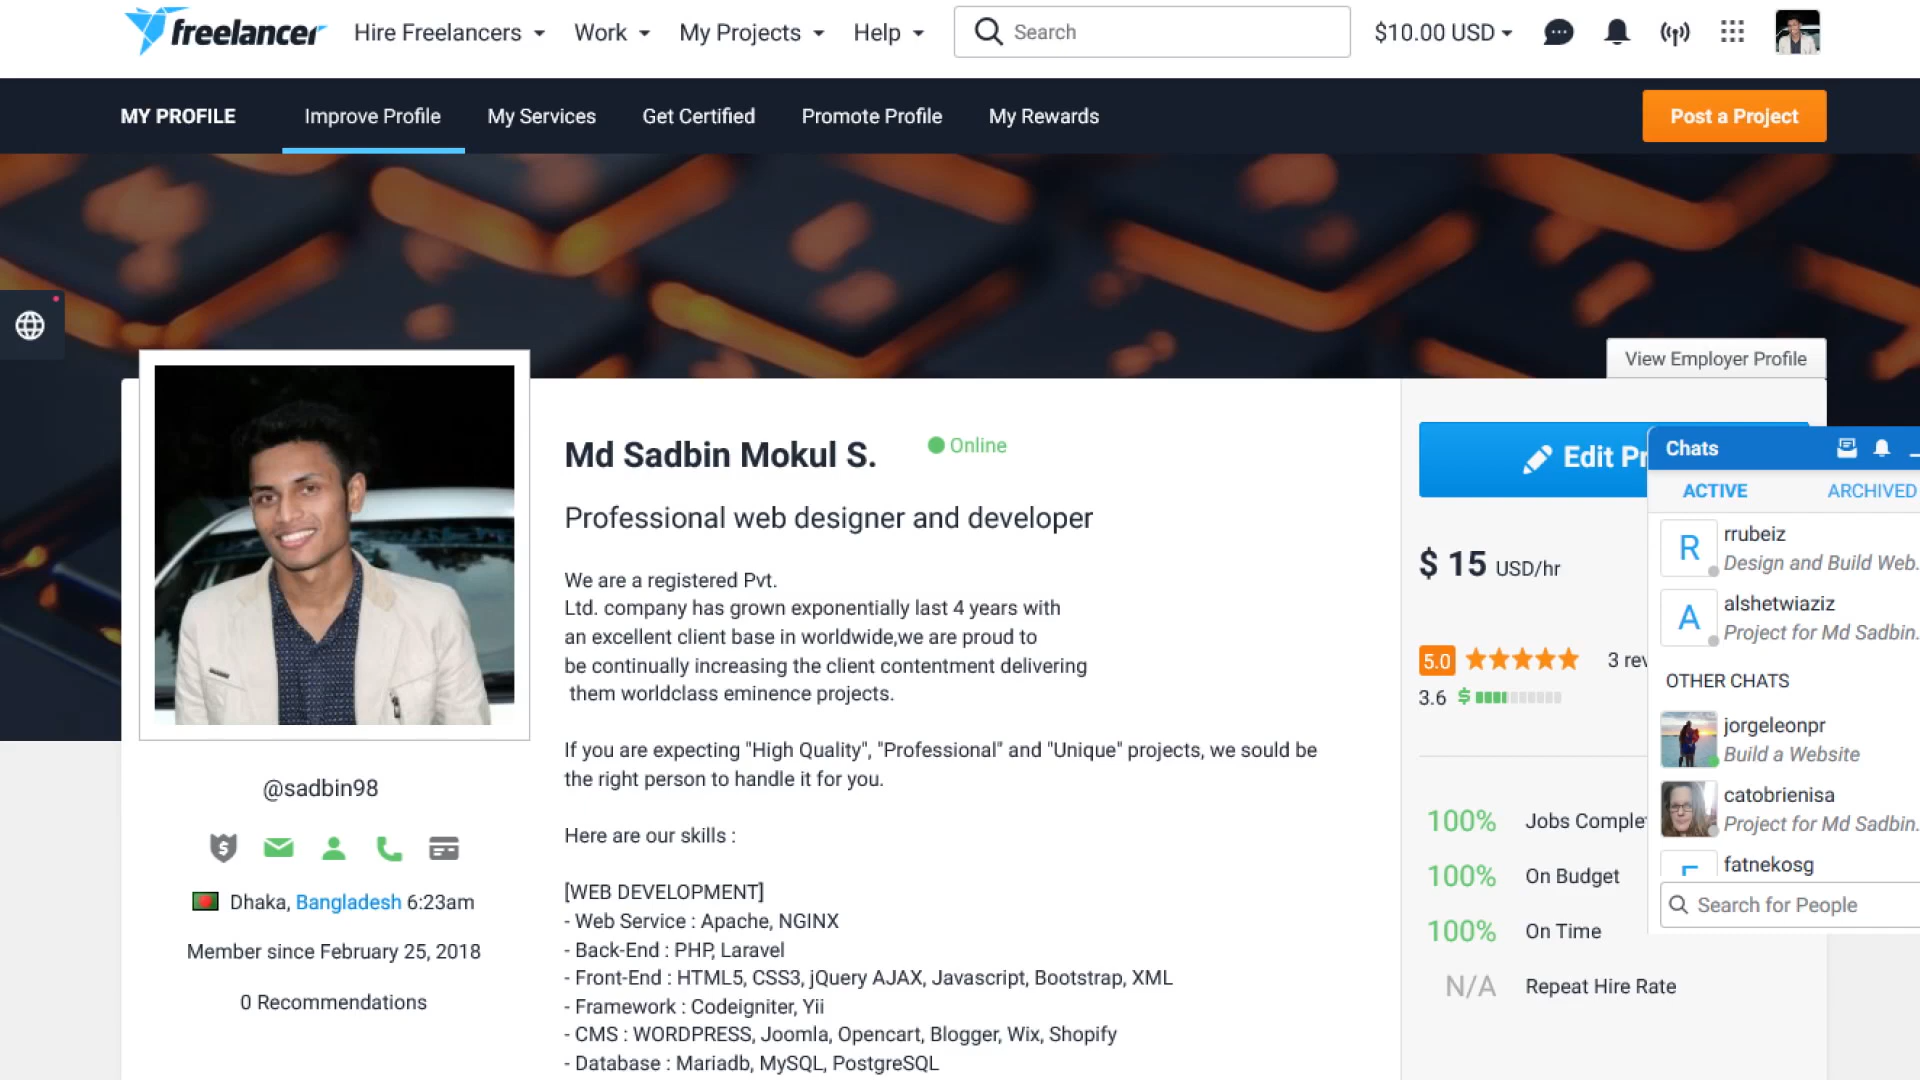 freelancer
Hire Freelancers
Work
My Projects
Help
Search
$10.00 USD
MY PROFILE
Improve Profile
My Services
Get Certified
Promote Profile
My Rewards
Post a Project
View Employer Profile
Md Sadbin Mokul S.
Online
Professional web designer and developer
We are a registered Pvt.
Ltd. company has grown exponentially last 4 years with
an excellent client base in worldwide,we are proud to
be continually increasing the client contentment delivering
them worldclass eminence projects.
If you are expecting "High Quality", "Professional" and "Unique" projects, we sould be
the right person to handle it for you.
Here are our skills :
[WEB DEVELOPMENT]
- Web Service : Apache, NGINX
- Back-End : PHP, Laravel
- Front-End : HTML5, CSS3, jQuery AJAX, Javascript, Bootstrap, XML
- Framework : Codeigniter, Yii
- CMS : WORDPRESS, Joomla, Opencart, Blogger, Wix, Shopify
- Database : Mariadb, MySQL, PostgreSQL
@sadbin98
Dhaka, Bangladesh 6:23am
Member since February 25, 2018
0 Recommendations
Edit Pr
$ 15 USD/hr
5.0
3 rev
3.6 $
100% Jobs Comple
100% On Budget
100% On Time
N/A Repeat Hire Rate
Chats
ACTIVE
ARCHIVED
R
rrubeiz
Design and Build Web.
A
alshetwiaziz
Project for Md Sadbin.
OTHER CHATS
jorgeleonpr
Build a Website
catobrienisa
Project for Md Sadbin.
fatnekosg
Search for People